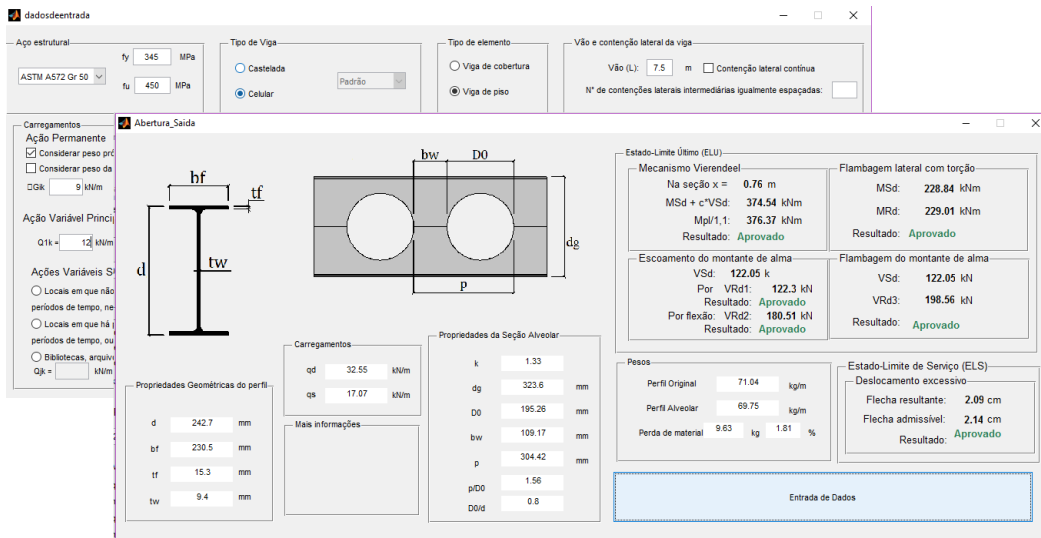 dadosdeentrada
Aço estrutural
ASTM A572 Gr 50
fy 345 MPa
fu 450 MPa
Tipo de Viga
Castelada
Celular
Padrão
Tipo de elemento
Viga de cobertura
Viga de piso
Vão e contenção lateral da viga
Vão (L): 7.5 m Contenção lateral contínua
N° de contenções laterais intermediárias igualmente espaçadas:
Carregamentos
Ação Permanente
Considerar peso pró
Considerar peso da
Gik 9 kN/m
Ação Variável Princi
Q1k = 12 kN/m
Ações Variáveis S
Locais em que não
períodos de tempo, ne
Locais em que há
períodos de tempo, ou
Bibliotecas, arquiv
Qjk = kN/m
Abertura_Saida
bf
tf
d
tw
bw D0
dg
p
Propriedades Geométricas do perfil
d 242.7 mm
bf 230.5 mm
tf 15.3 mm
tw 9.4 mm
Carregamentos
qd 32.55 kN/m
qs 17.07 kN/m
Mais informações
Propriedades da Seção Alveolar
k 1.33
dg 323.6 mm
D0 195.26 mm
bw 109.17 mm
p 304.42 mm
p/D0 1.56
D0/d 0.8
Estado-Limite Último (ELU)
Mecanismo Vierendeel
Na seção x = 0.76 m
MSd + c*VSd: 374.54 kNm
Mpl/1,1: 376.37 kNm
Resultado: Aprovado
Flambagem lateral com torção
MSd: 228.84 kNm
MRd: 229.01 kNm
Resultado: Aprovado
Escoamento do montante de alma
VSd: 122.05 k
Por VRd1: 122.3 kN
Resultado: Aprovado
Por flexão: VRd2: 180.51 kN
Resultado: Aprovado
Flambagem do montante de alma
VSd: 122.05 kN
VRd3: 198.56 kN
Resultado: Aprovado
Pesos
Perfil Original 71.04 kg/m
Perfil Alveolar 69.75 kg/m
Perda de material 9.63 kg 1.81 %
Estado-Limite de Serviço (ELS)
Deslocamento excessivo
Flecha resultante: 2.09 cm
Flecha admissível: 2.14 cm
Resultado: Aprovado
Entrada de Dados